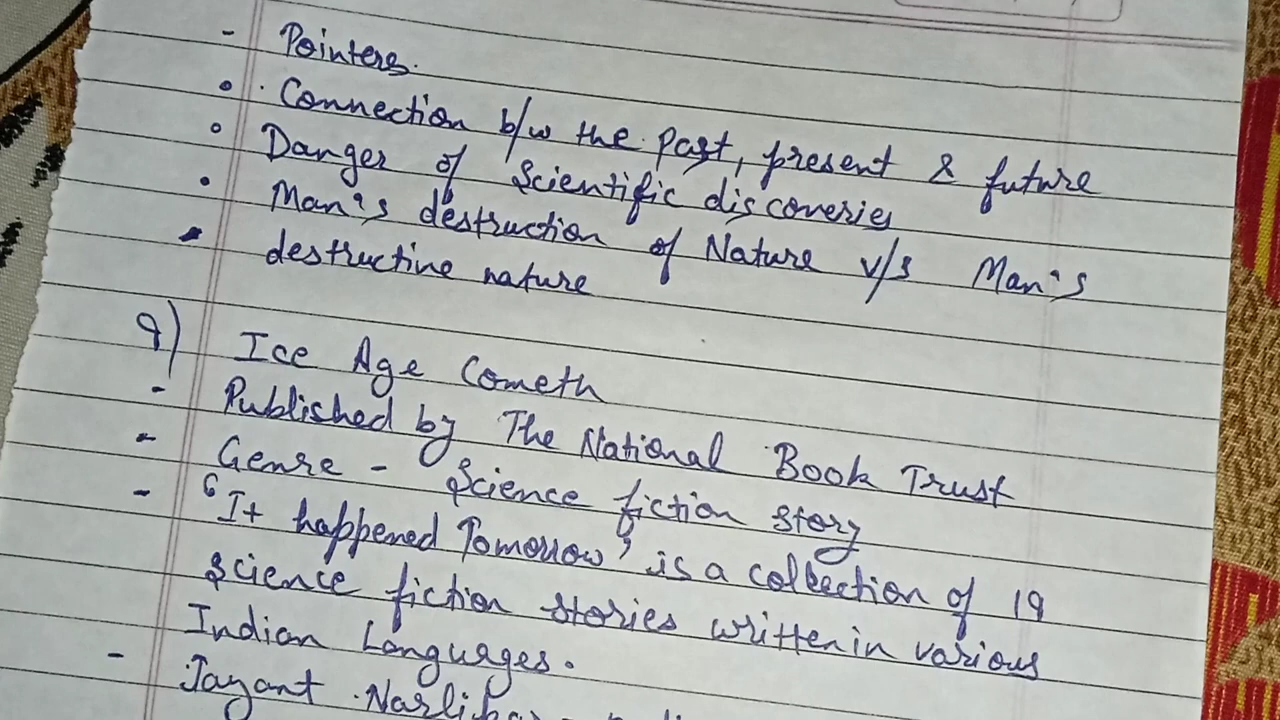 - Pointers.
• Connection b/w the past, present & future
• Danger of Scientific discoveries
• Man's destruction of Nature v/s Man's
destructive nature
9) Ice Age Cometh
- Published by The National Book Trust
- Genre - Science fiction story
- 'It happened Tomorrow' is a collection of 19
science fiction stories written in various
Indian Languages.
- Jayant Narlikar